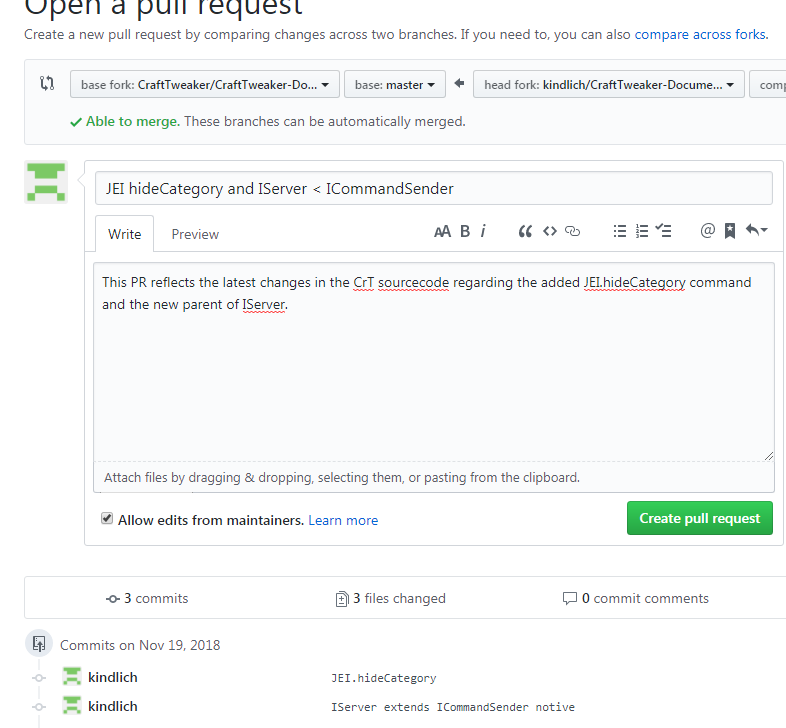 Open a pull request
Create a new pull request by comparing changes across two branches. If you need to, you can also compare across forks.
base fork: CraftTweaker/CraftTweaker-Do... base: master head fork: kindlich/CraftTweaker-Docume... comp
Able to merge. These branches can be automatically merged.
JEI hideCategory and IServer < ICommandSender
Write Preview AA B i
This PR reflects the latest changes in the CrT sourcecode regarding the added JEI.hideCategory command
and the new parent of IServer.
Attach files by dragging & dropping, selecting them, or pasting from the clipboard.
Allow edits from maintainers. Learn more Create pull request
3 commits 3 files changed 0 commit comments
Commits on Nov 19, 2018
kindlich JEI.hideCategory
kindlich IServer extends ICommandSender notive